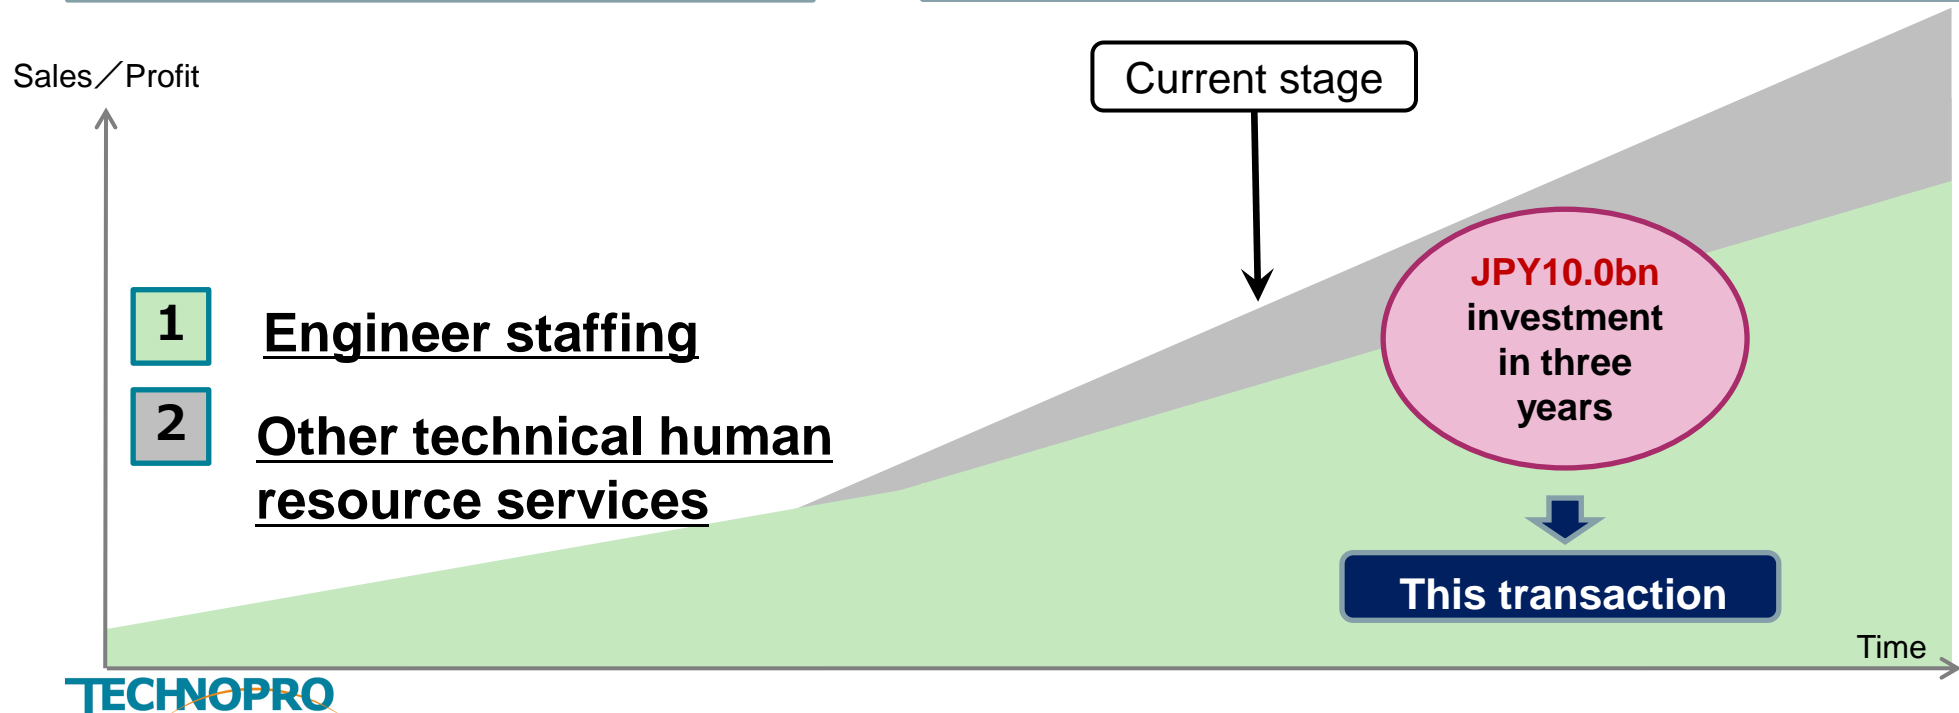 Sales／Profit
Current stage
JPY10.0bn
investment
in three
years
1
Engineer staffing
2
Other technical human
resource services
This transaction
Time
TECHNOPRO